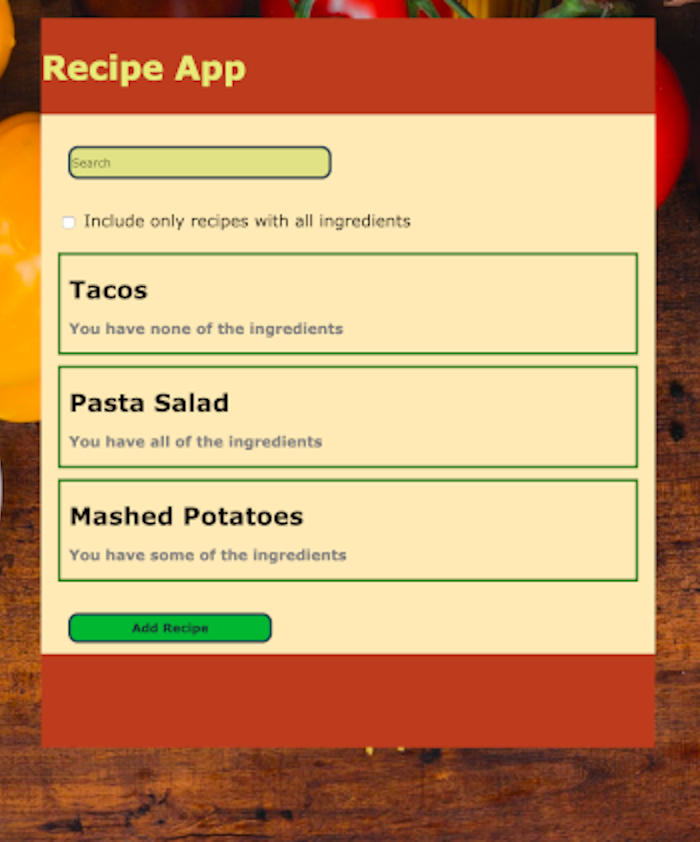 Recipe App
Search
Include only recipes with all ingredients
Tacos
You have none of the ingredients
Pasta Salad
You have all of the ingredients
Mashed Potatoes
You have some of the ingredients
Add Recipe